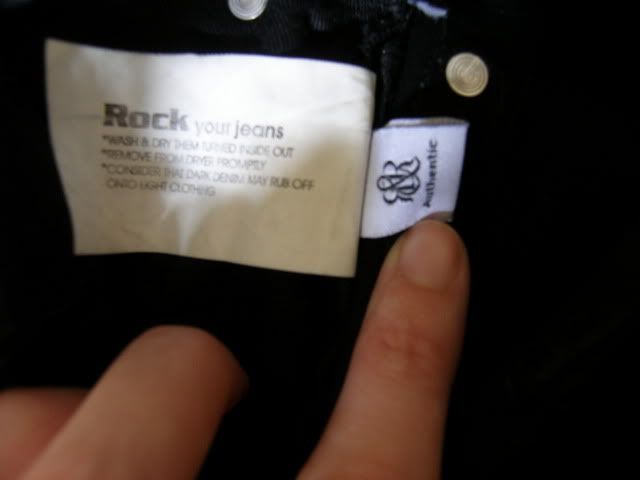 Rock your jeans
*WASH & DRY THEM TURNED INSIDE OUT
*REMOVE FROM DRYER PROMPTLY
*CONSIDER THAT DARK DENIM MAY RUB OFF
ONTO LIGHT CLOTHING
R&R
Authentic